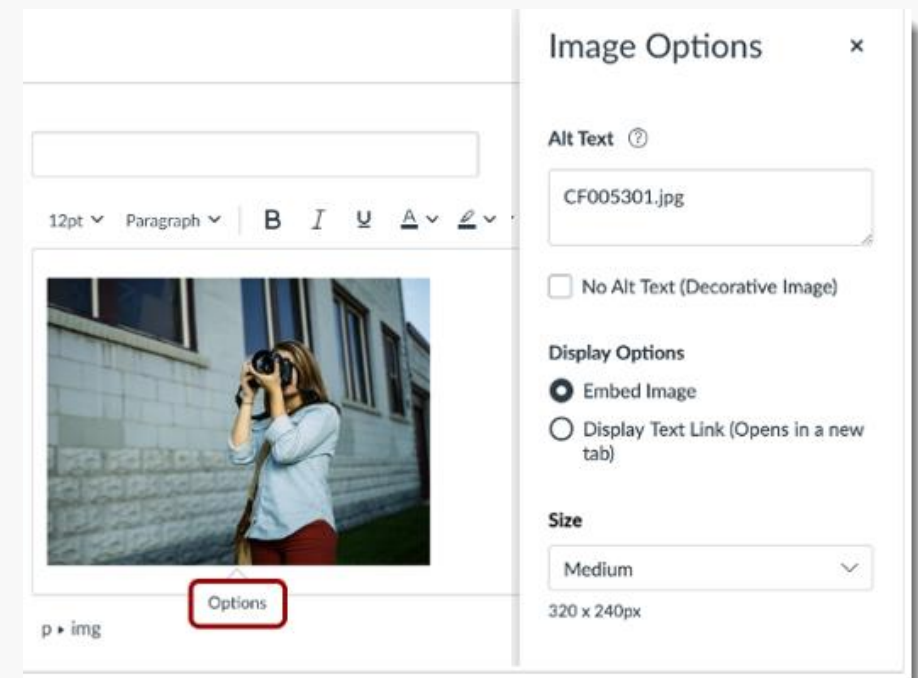 Image Options ×
Alt Text ?
CF005301.jpg
No Alt Text (Decorative Image)
Display Options
Embed Image
Display Text Link (Opens in a new
tab)
Size
Medium
320 x 240px
12pt Paragraph B I U A
Options
p ▸ img